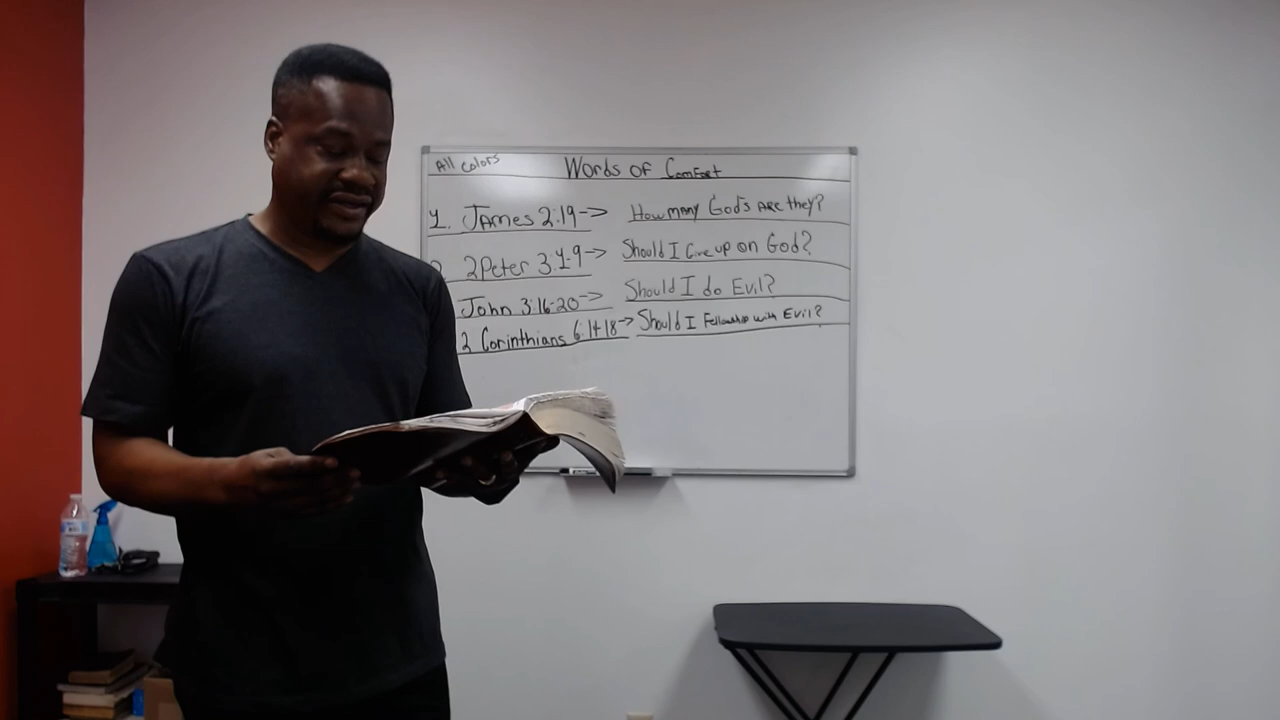 All Colors
Words of Comfort
1. James 2:19-> How many God's are they?
2 2Peter 3:1-9-> Should I Give up on God?
John 3:16-20-> Should I do Evil?
2 Corinthians 6:14-18-> Should I Fellowship with Evil?